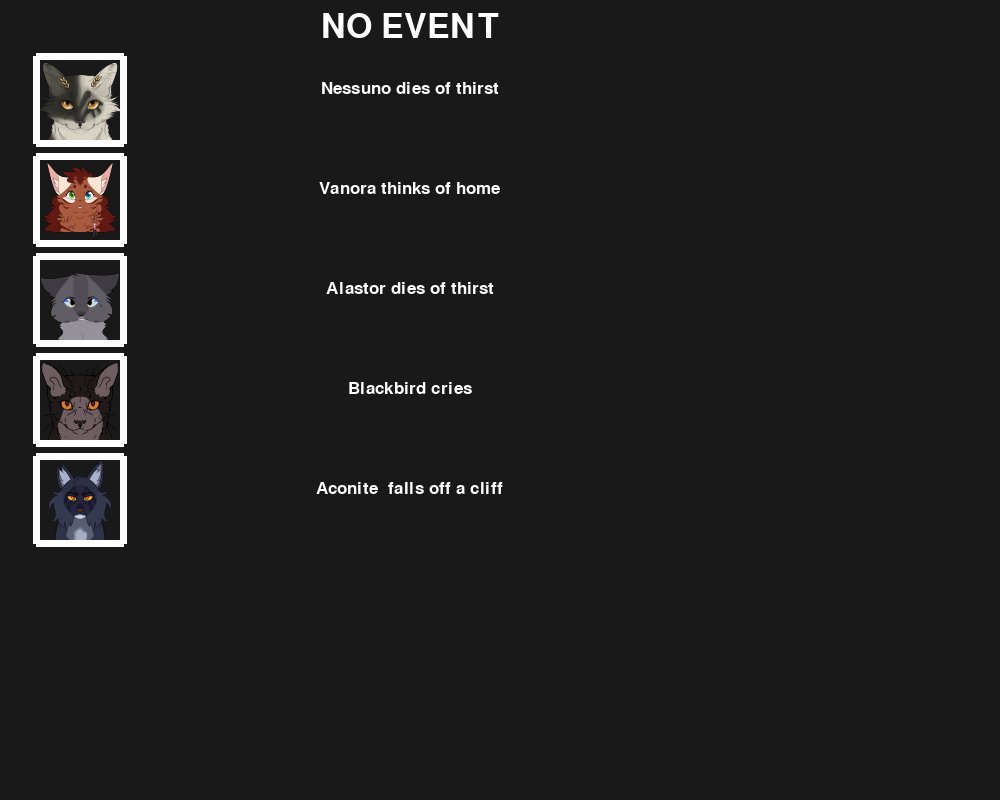 NO EVENT
Nessuno dies of thirst
Vanora thinks of home
Alastor dies of thirst
Blackbird cries
Aconite  falls off a cliff